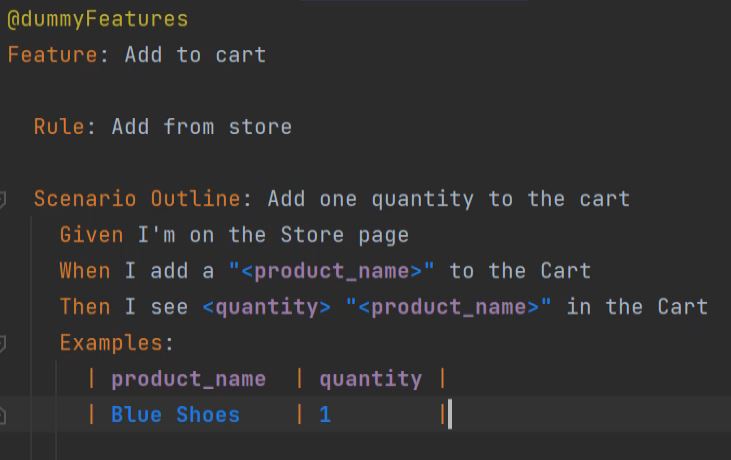 @dummyFeatures
Feature: Add to cart
Rule: Add from store
Scenario Outline: Add one quantity to the cart
Given I'm on the Store page
When I add a "<product_name>" to the Cart
Then I see <quantity> "<product_name>" in the Cart
Examples:
| product_name | quantity |
| Blue Shoes | 1 |